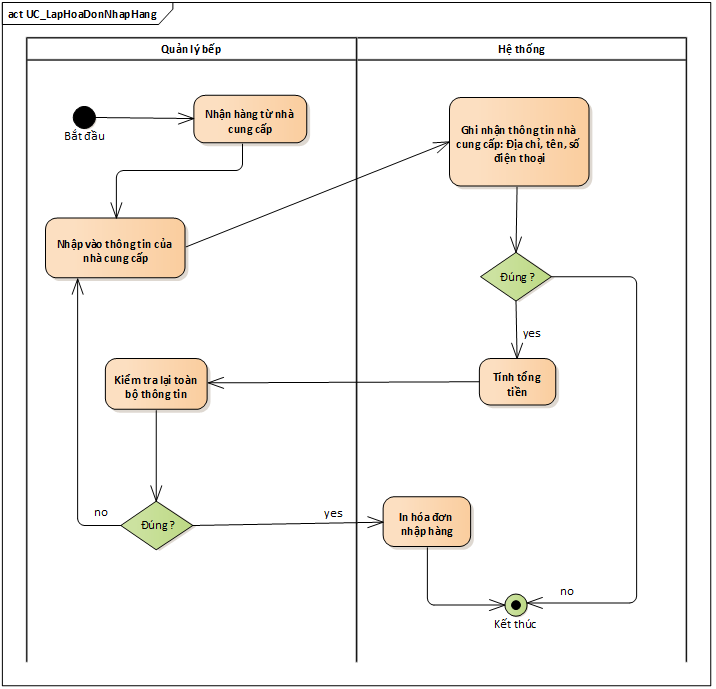 act UC_LapHoaDonNhapHang
Quản lý bếp
Hệ thống
Bắt đầu
Nhận hàng từ nhà
cung cấp
Ghi nhận thông tin nhà
cung cấp: Địa chỉ, tên, số
điện thoại
Nhập vào thông tin của
nhà cung cấp
Đúng ?
yes
Kiểm tra lại toàn
bộ thông tin
Tính tổng
tiền
no
Đúng ?
yes
In hóa đơn
nhập hàng
no
Kết thúc